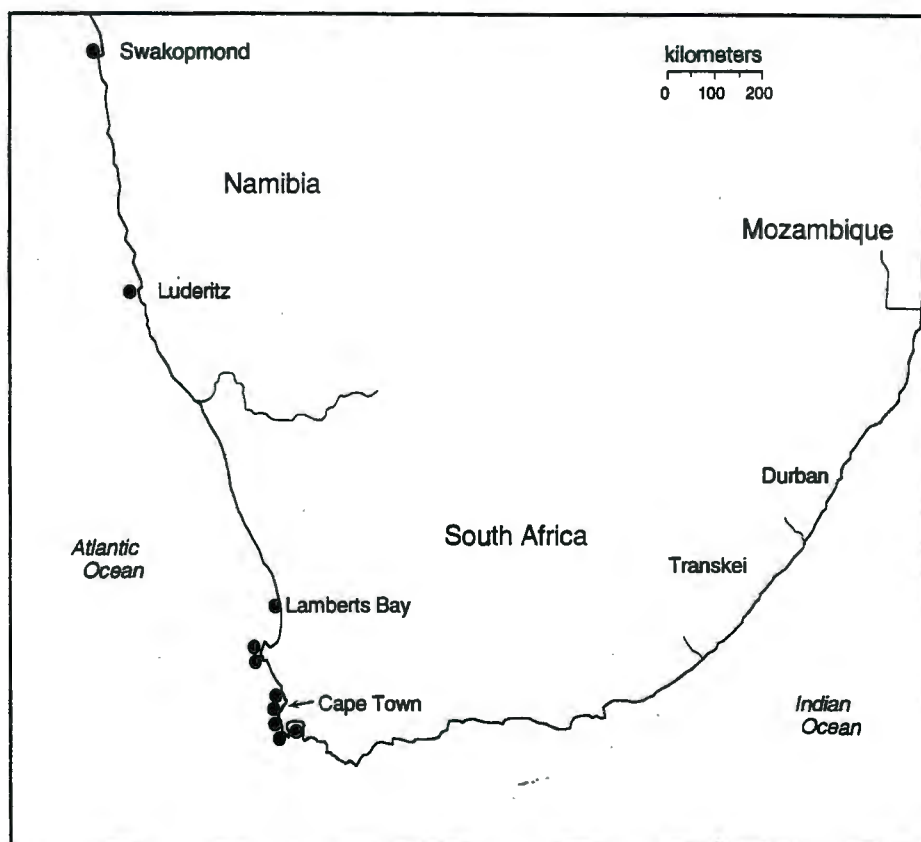 Swakopmond
kilometers
0 100 200
Namibia
Mozambique
Luderitz
Durban
South Africa
Atlantic
Ocean
Transkei
Lamberts Bay
Cape Town
Indian
Ocean